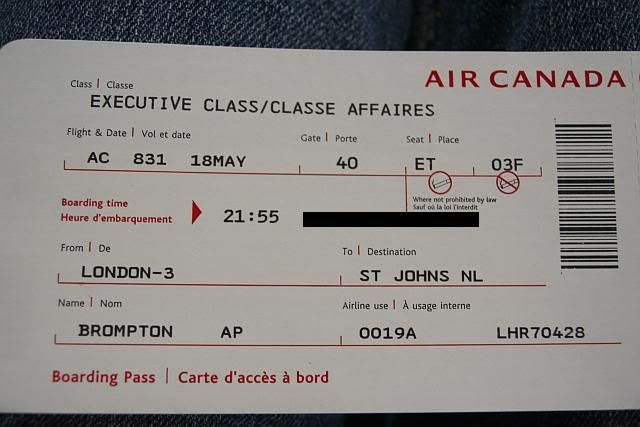 AIR CANADA
Class | Classe
EXECUTIVE CLASS/CLASSE AFFAIRES
Flight & Date | Vol et date
Gate | Porte
Seat | Place
AC 831 18MAY
40
ET 03F
Where not prohibited by law
Sauf où la loi l'interdit
Boarding time
Heure d'embarquement
21:55
From | De
To | Destination
LONDON-3
ST JOHNS NL
Name | Nom
Airline use | À usage interne
BROMPTON AP
0019A LHR70428
Boarding Pass | Carte d'accès à bord